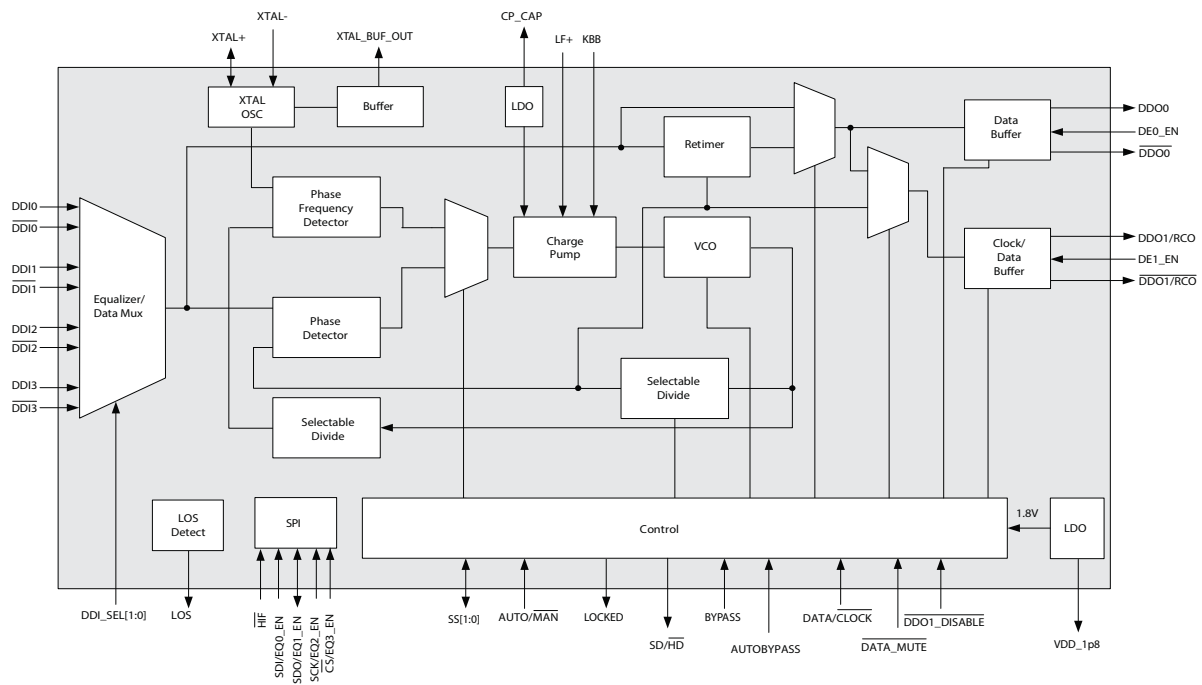 XTAL-
XTAL+
XTAL_BUF_OUT
CP_CAP
LF+
KBB
XTAL
OSC
Buffer
LDO
Data
Buffer
DDO0
DE0_EN
DDO0
Retimer
Phase
Frequency
Detector
DDI0
DDI0
DDI1
DDI1
DDI2
DDI2
DDI3
DDI3
Equalizer/
Data Mux
Charge
Pump
VCO
Clock/
Data
Buffer
DDO1/RCO
DE1_EN
DDO1/RCO
Phase
Detector
Selectable
Divide
Selectable
Divide
LOS
Detect
SPI
Control
1.8V
LDO
DDI_SEL[1:0]
LOS
HIF
SDI/EQ0_EN
SDO/EQ1_EN
SCK/EQ2_EN
CS/EQ3_EN
SS[1:0]
AUTO/MAN
LOCKED
SD/HD
BYPASS
AUTOBYPASS
DATA/CLOCK
DATA_MUTE
DDO1_DISABLE
VDD_1p8